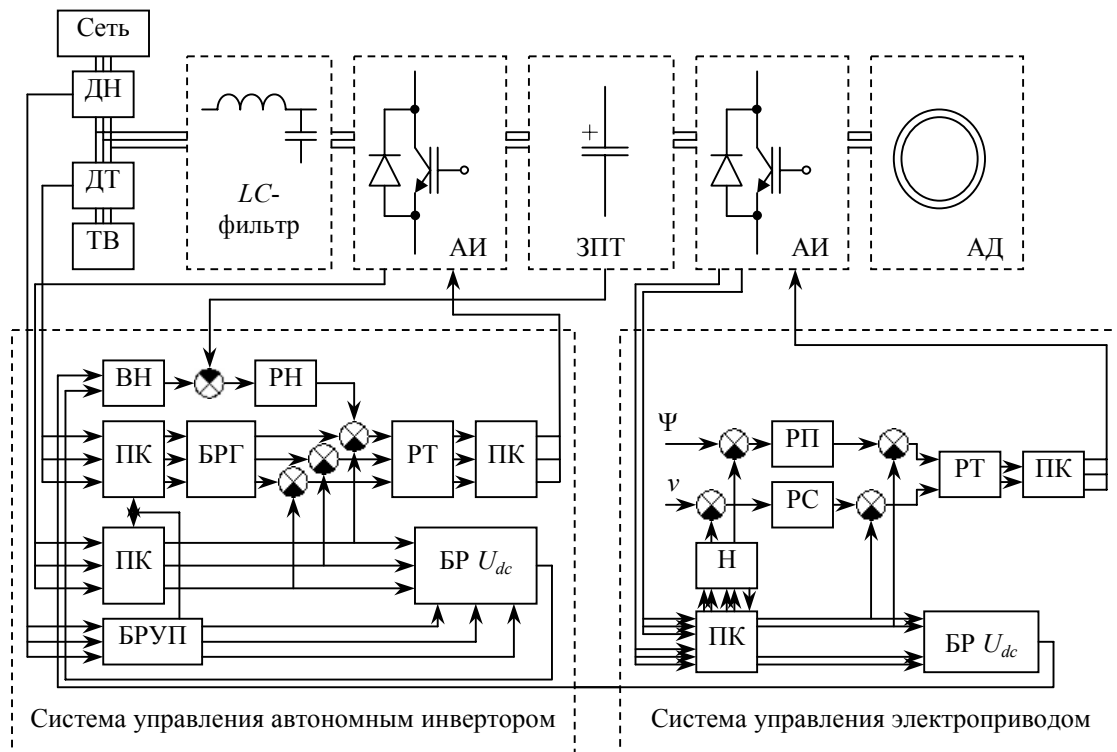 Сеть
ДН
ДТ
ТВ
LC-
фильтр
АИ
+
ЗПТ
АИ
АД
ВН
РН
ПК
БРГ
РТ
ПК
ПК
БР Udc
БРУП
Система управления автономным инвертором
Ψ
РП
ν
РС
РТ
ПК
Н
ПК
БР Udc
Система управления электроприводом